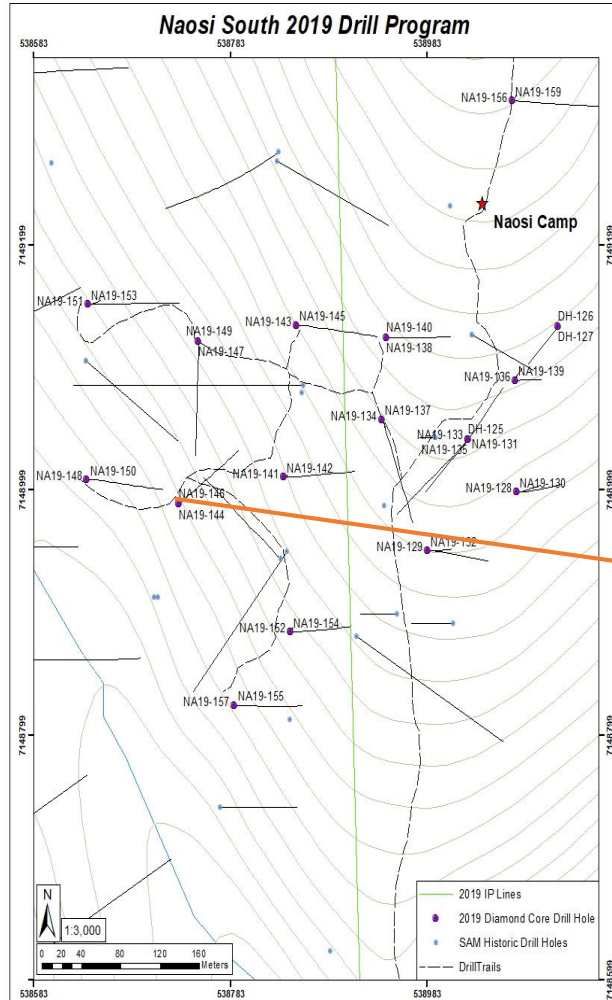 Naosi South 2019 Drill Program
538583
538783
538983
NA19-156
NA19-159
Naosi Camp
7149199
7149199
NA19-151
NA19-153
NA19-143
NA19-145
DH-126
DH-127
NA19-149
NA19-147
NA19-140
NA19-138
NA19-136
NA19-139
NA19-134
NA19-137
NA19-133
DH-125
NA19-135
NA19-131
NA19-148
NA19-150
NA19-141
NA19-142
NA19-128
NA19-130
7148999
7148999
NA19-146
NA19-144
NA19-129
NA19-132
NA19-152
NA19-154
NA19-157
NA19-155
7148799
7148799
N
1:3,000
0 20 40 80 120 160
Meters
2019 IP Lines
2019 Diamond Core Drill Hole
SAM Historic Drill Holes
DrillTrails
7148599
538583
538783
538983